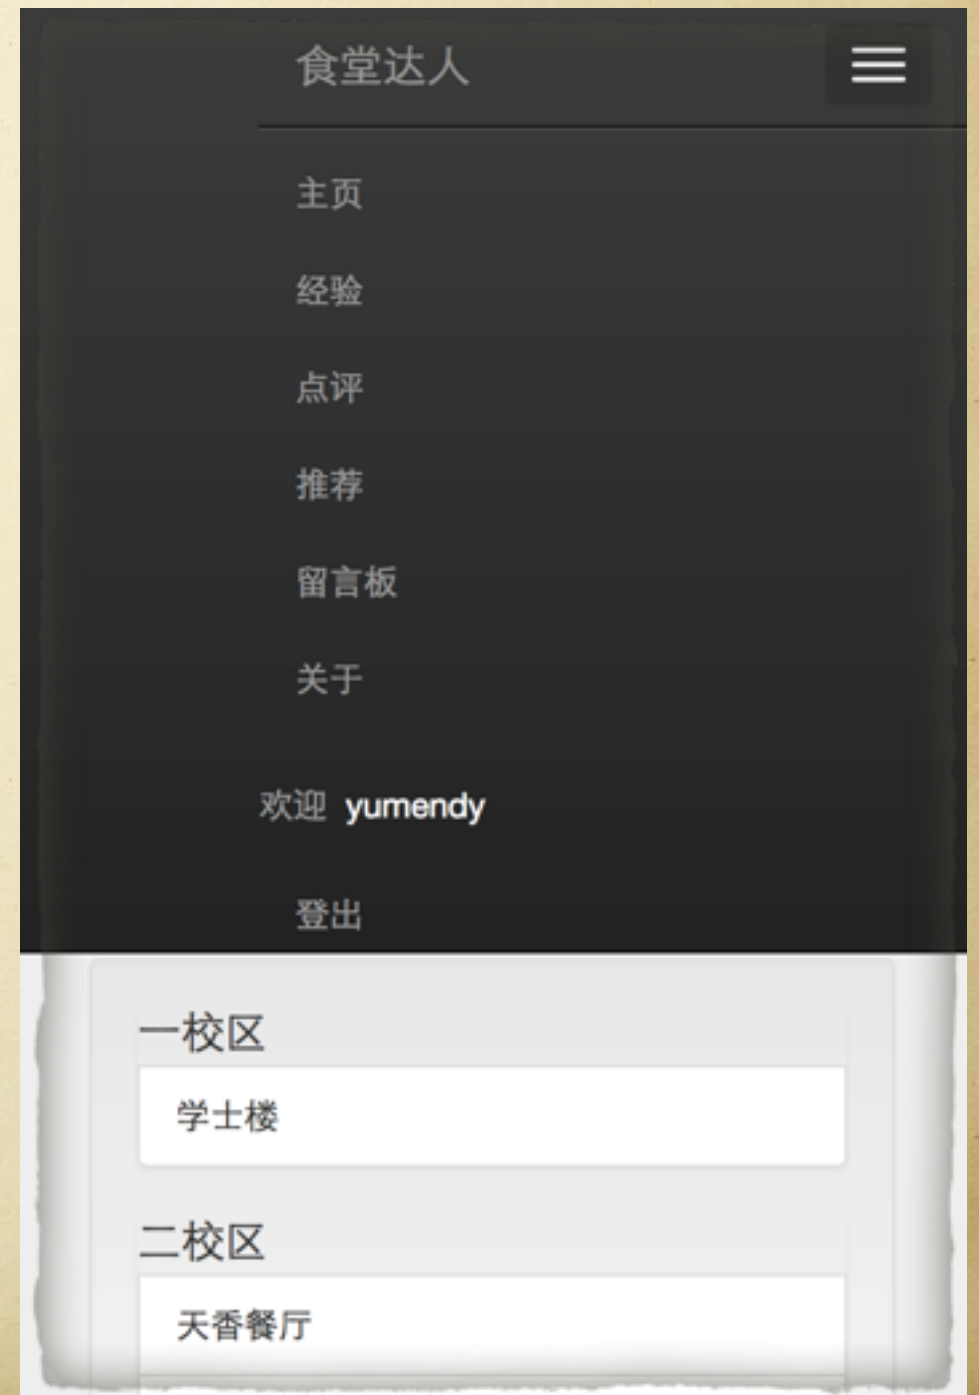 食堂达人
主页
经验
点评
推荐
留言板
关于
欢迎 yumendy
登出
一校区
学士楼
二校区
天香餐厅